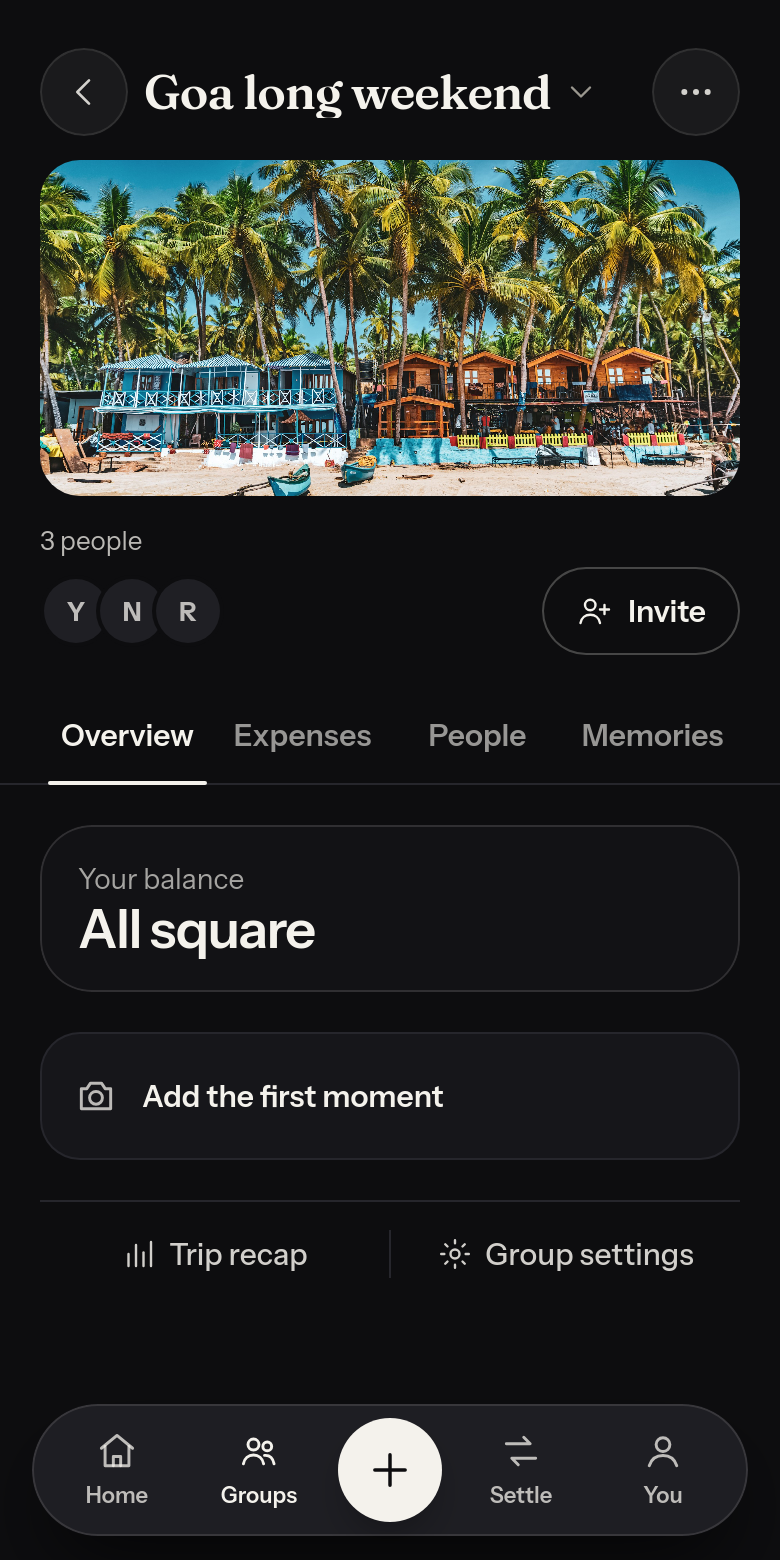 Goa long weekend
3 people
Y N R
Invite
Overview Expenses People Memories
Your balance
All square
Add the first moment
Trip recap Group settings
Home Groups Settle You